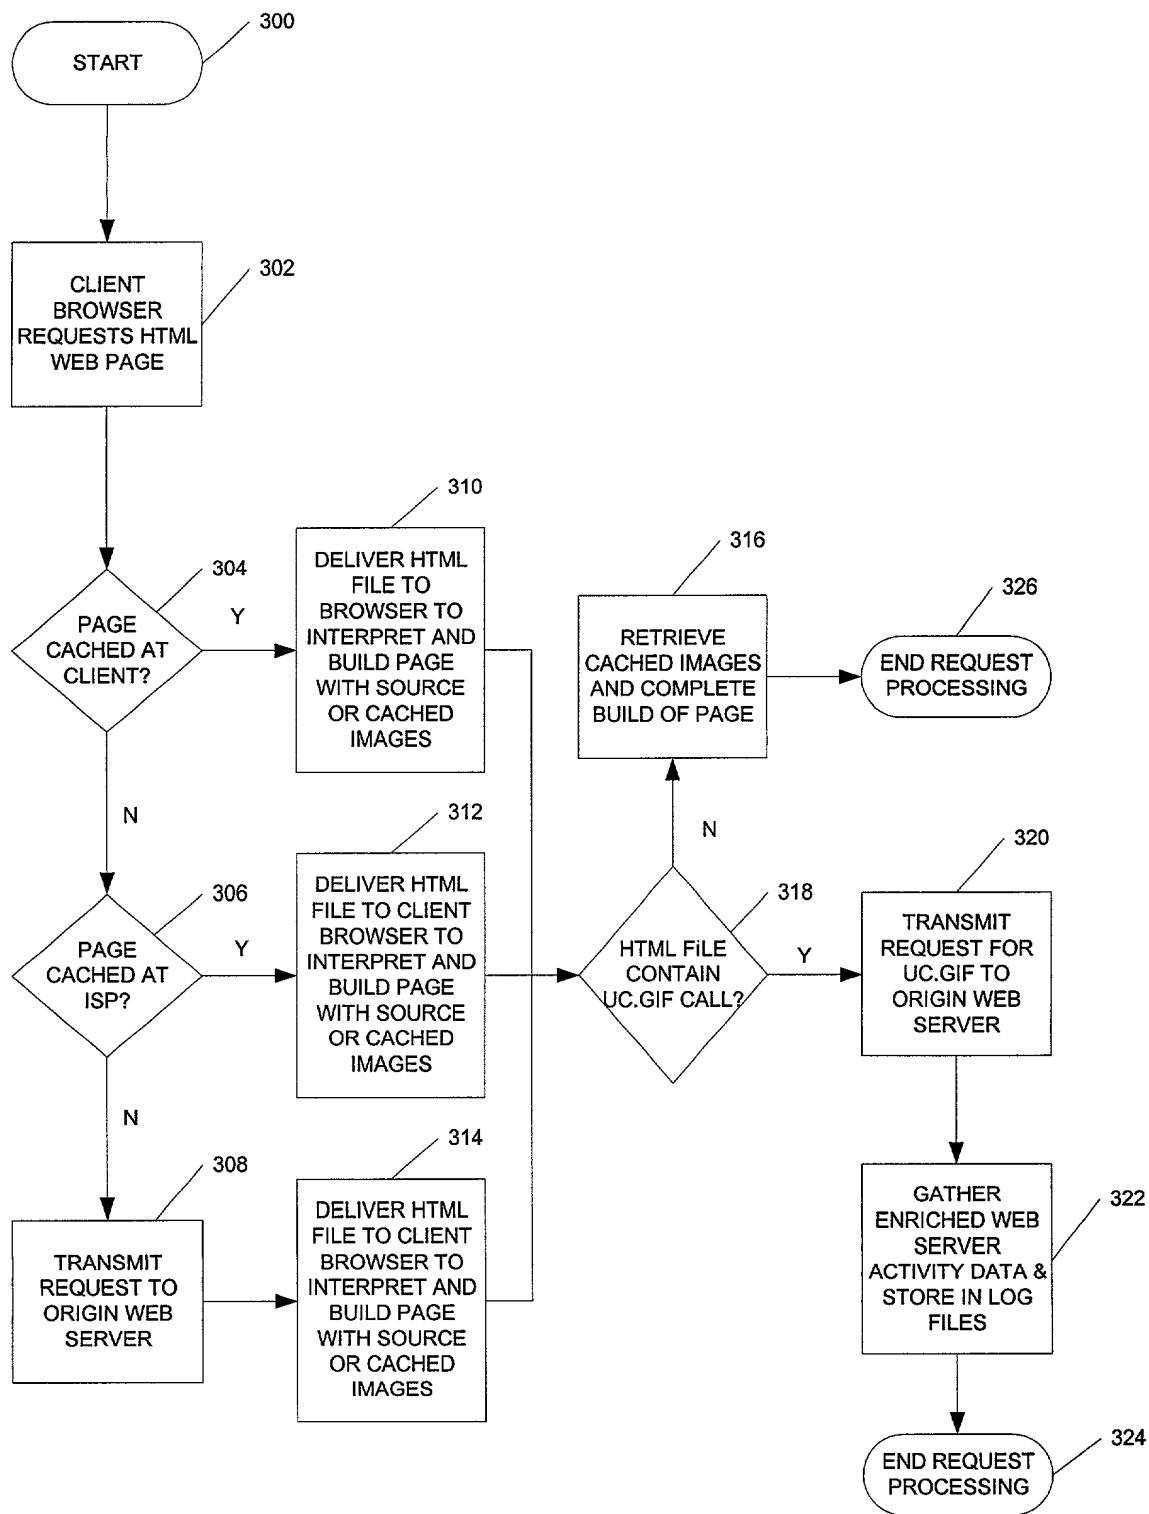 START
300
CLIENT
BROWSER
REQUESTS HTML
WEB PAGE
302
PAGE
CACHED AT
CLIENT?
304
Y
N
DELIVER HTML
FILE TO
BROWSER TO
INTERPRET AND
BUILD PAGE
WITH SOURCE
OR CACHED
IMAGES
310
PAGE
CACHED AT
ISP?
306
Y
N
DELIVER HTML
FILE TO CLIENT
BROWSER TO
INTERPRET AND
BUILD PAGE
WITH SOURCE
OR CACHED
IMAGES
312
TRANSMIT
REQUEST TO
ORIGIN WEB
SERVER
308
DELIVER HTML
FILE TO CLIENT
BROWSER TO
INTERPRET AND
BUILD PAGE
WITH SOURCE
OR CACHED
IMAGES
314
RETRIEVE
CACHED IMAGES
AND COMPLETE
BUILD OF PAGE
316
END REQUEST
PROCESSING
326
N
HTML FILE
CONTAIN
UC.GIF CALL?
318
Y
TRANSMIT
REQUEST FOR
UC.GIF TO
ORIGIN WEB
SERVER
320
GATHER
ENRICHED WEB
SERVER
ACTIVITY DATA &
STORE IN LOG
FILES
322
END REQUEST
PROCESSING
324